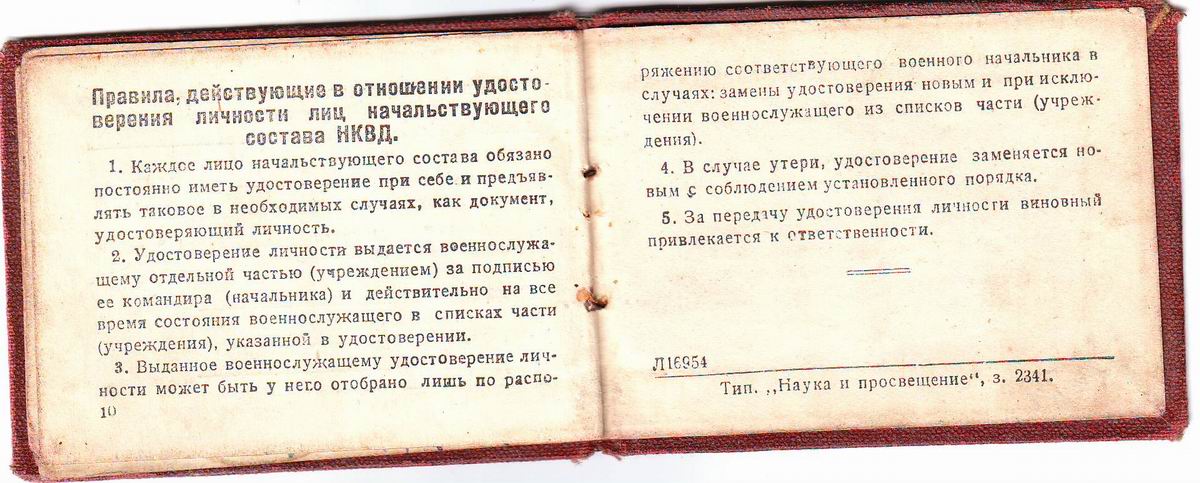 Правила, действующие в отношении удосто-
верения личности лиц начальствующего
состава НКВД.
1. Каждое лицо начальствующего состава обязано
постоянно иметь удостоверение при себе и предъяв-
лять таковое в необходимых случаях, как документ,
удостоверяющий личность.
2. Удостоверение личности выдается военнослужа-
щему отдельной частью (учреждением) за подписью
ее командира (начальника) и действительно на все
время состояния военнослужащего в списках части
(учреждения), указанной в удостоверении.
3. Выданное военнослужащему удостоверение лич-
ности может быть у него отобрано лишь по распо-
10
ряжению соответствующего военного начальника в
случаях: замены удостоверения новым и при исклю-
чении военнослужащего из списков части (учреж-
дения).
4. В случае утери, удостоверение заменяется но-
вым с соблюдением установленного порядка.
5. За передачу удостоверения личности виновный
привлекается к ответственности.
Л16954
Тип. „Наука и просвещение“, з. 2341.